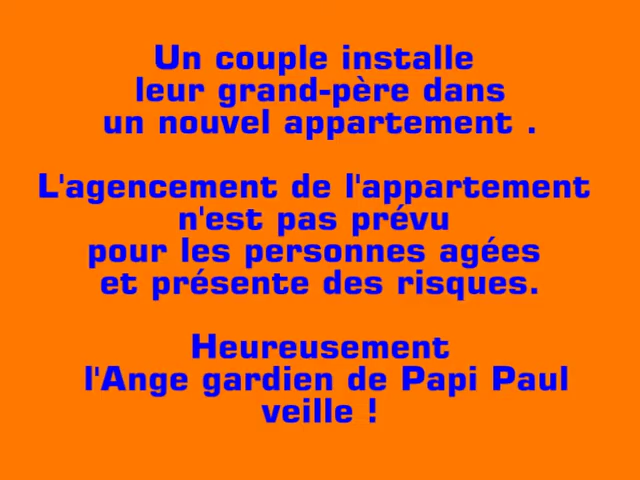 Un couple installe
leur grand-père dans
un nouvel appartement .
L'agencement de l'appartement
n'est pas prévu
pour les personnes agées
et présente des risques.
Heureusement
l'Ange gardien de Papi Paul
veille !